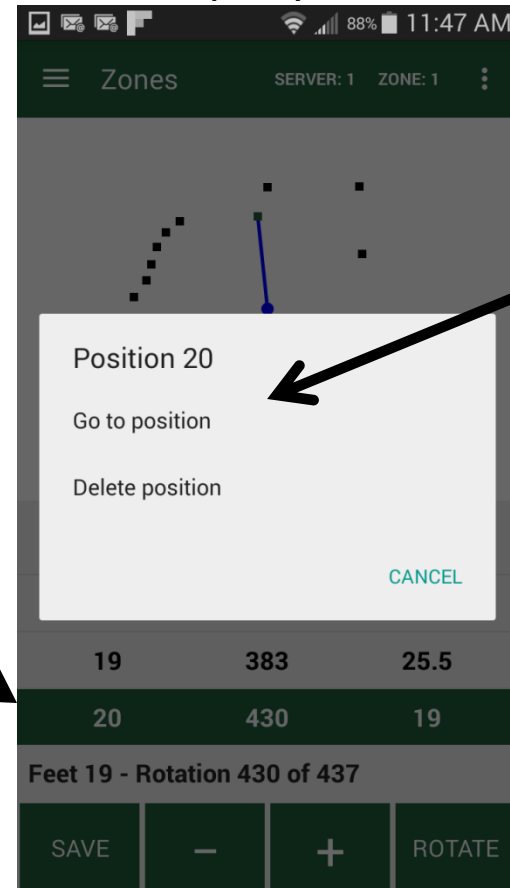 88% 11:47 AM
Zones SERVER: 1 ZONE: 1
Position 20
Go to position
Delete position
CANCEL
19 383 25.5
20 430 19
Feet 19 - Rotation 430 of 437
SAVE − + ROTATE